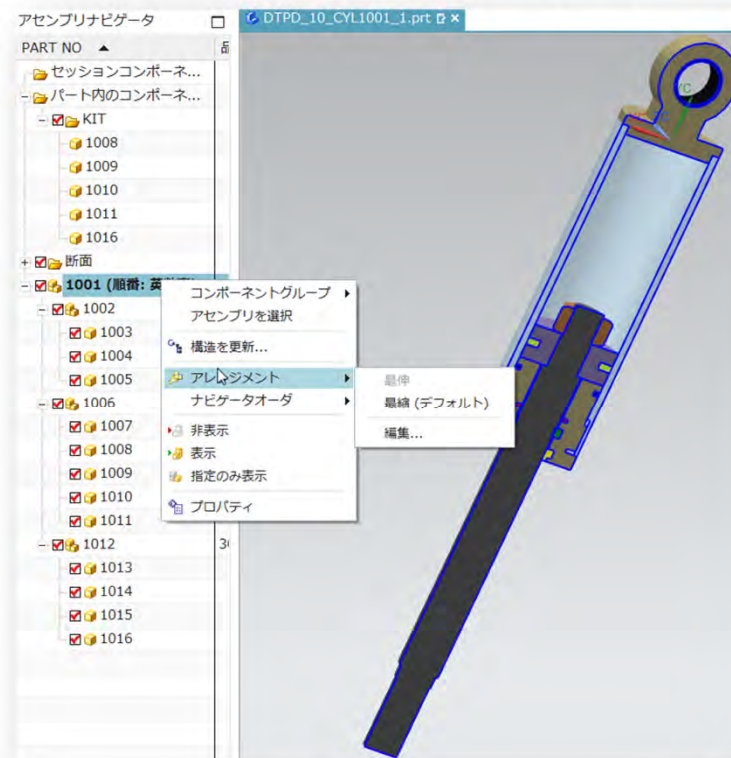 アセンブリナビゲータ
DTPD_10_CYL1001_1.prt
PART NO
セッションコンポーネ...
パート内のコンポーネ...
KIT
1008
1009
1010
1011
1016
断面
1001 (順番:
1002
1003
1004
1005
1006
1007
1008
1009
1010
1011
1012
1013
1014
1015
1016
コンポーネントグループ
アセンブリを選択
構造を更新...
アレンジメント
ナビゲータオーダ
非表示
表示
指定のみ表示
プロパティ
最伸
最縮 (デフォルト)
編集...